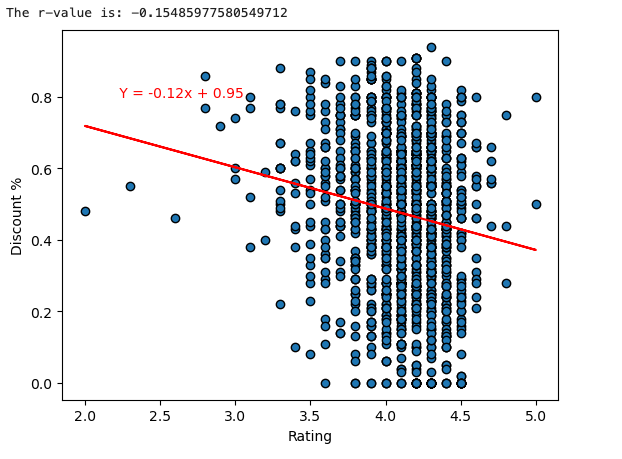 The r-value is: -0.15485977580549712
Y = -0.12x + 0.95
Discount %
0.8
0.6
0.4
0.2
0.0
2.0 2.5 3.0 3.5 4.0 4.5 5.0
Rating